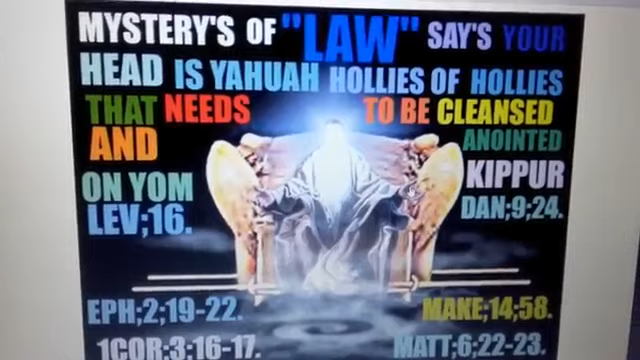 MYSTERY'S OF "LAW" SAY'S YOUR
HEAD IS YAHUAH HOLLIES OF HOLLIES
THAT NEEDS TO BE CLEANSED
AND ANOINTED
ON YOM KIPPUR
LEV;16. DAN;9;24.
EPH;2;19-22. MAKE;14;58.
1COR;3:16-17. MATT;6;22-23.